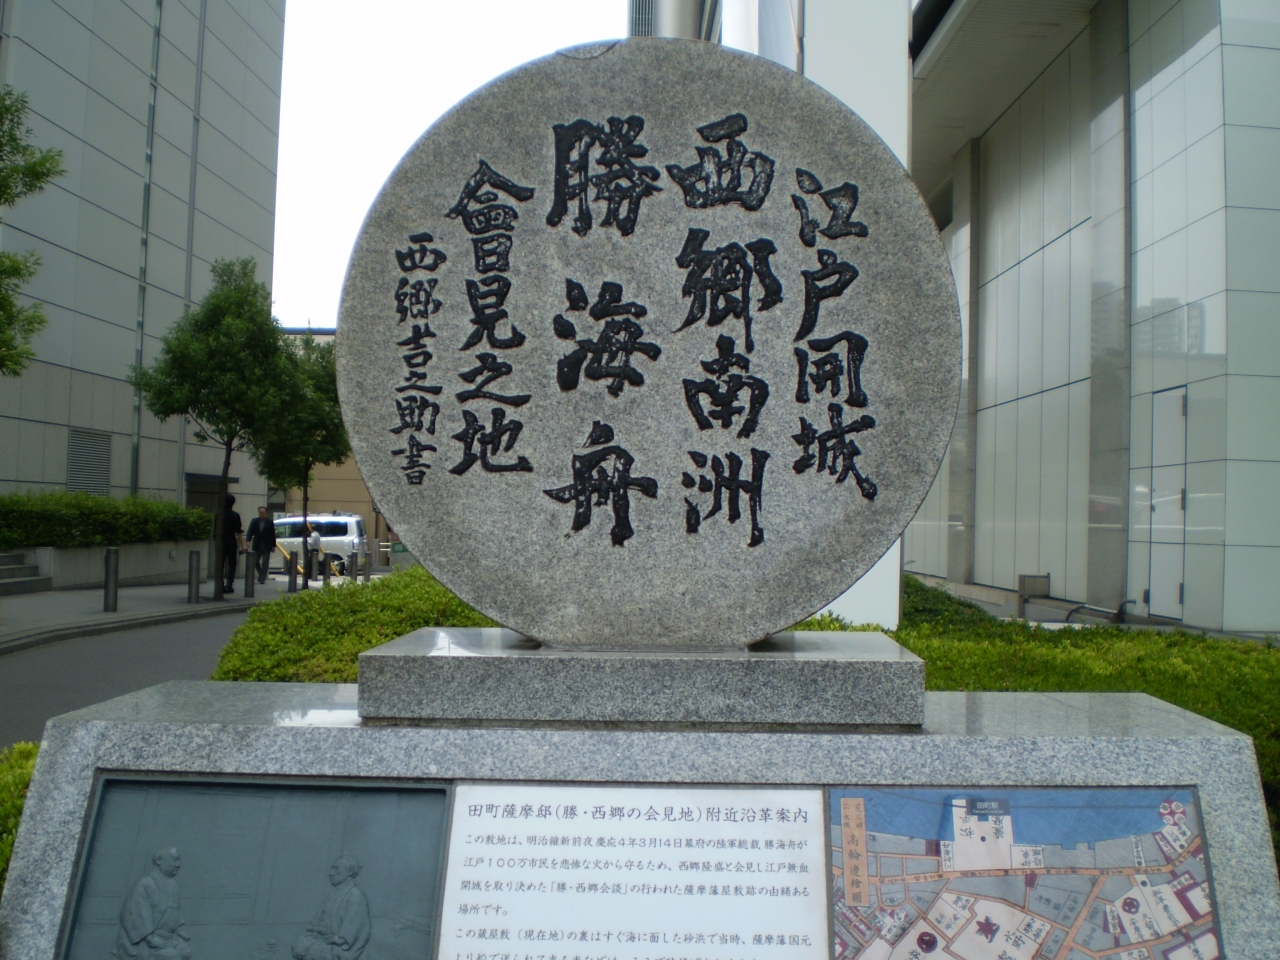 江戸開城
西郷南洲
勝海舟
會見之地
西郷吉之助書
田町薩摩邸(勝・西郷の会見地)附近沿革案内
この敷地は、明治維新前夜慶応4年3月14日幕府の陸軍総裁勝海舟が
江戸100万市民を悲惨な火から守るため、西郷隆盛と会見し江戸無血
開城を取り決めた「勝・西郷会談」の行われた薩摩藩屋敷跡の由緒ある
場所です。
この蔵屋敷（現在地）の裏はすぐ海に面した砂浜で当時、薩摩藩国元
田町駅
高輪邊繪圖